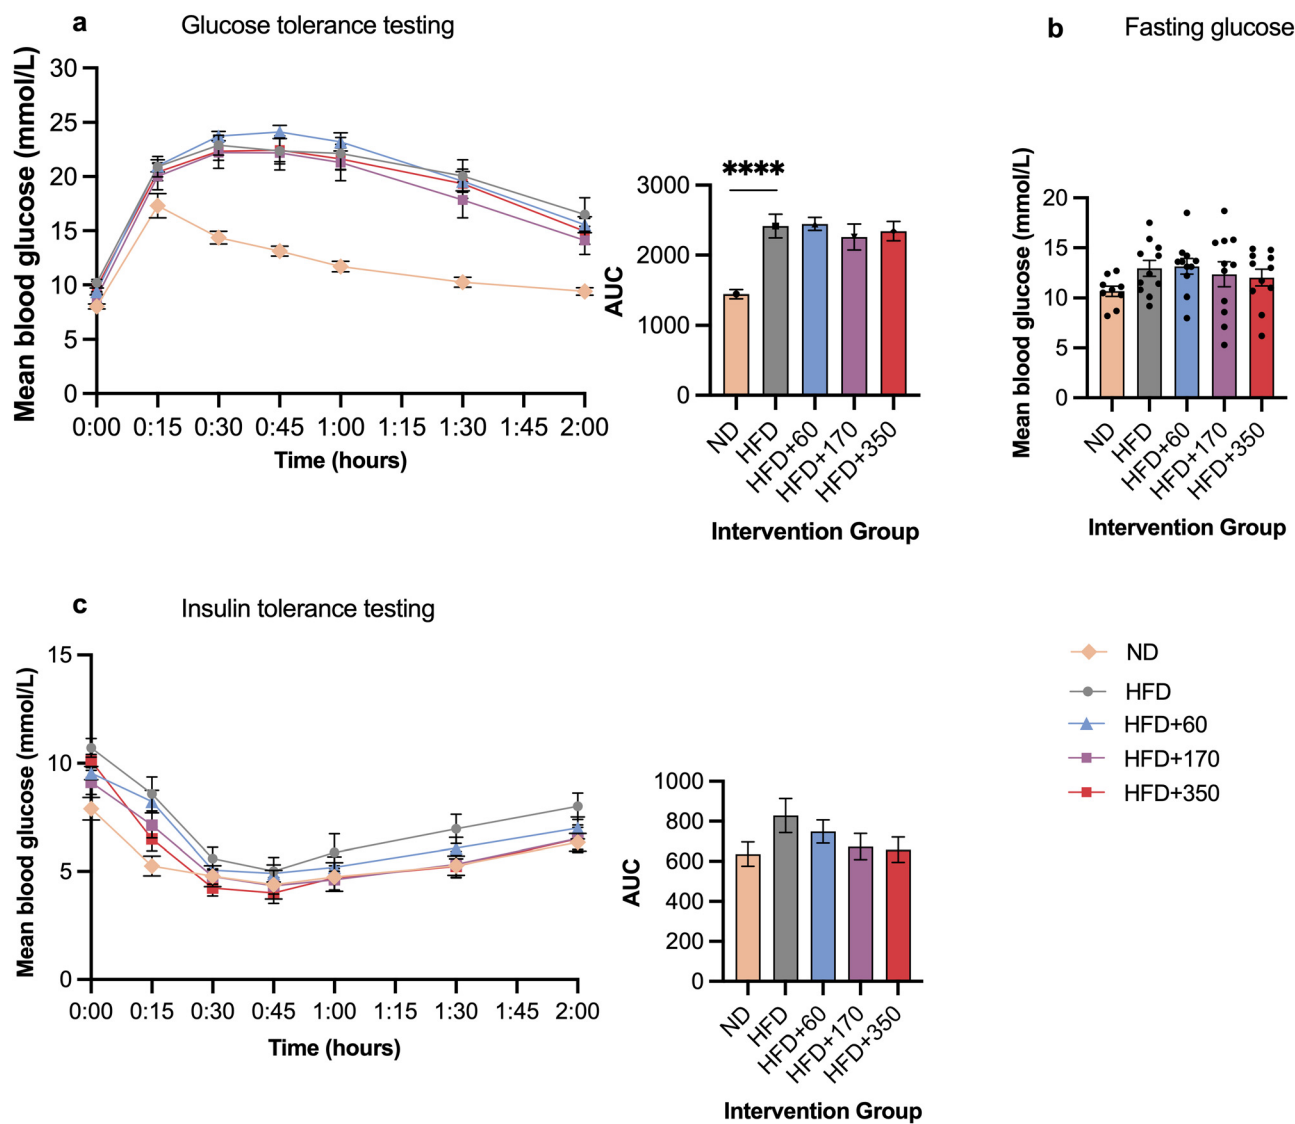 a
Glucose tolerance testing
Mean blood glucose (mmol/L)
30
25
20
15
10
5
0
0:00 0:15 0:30 0:45 1:00 1:15 1:30 1:45 2:00
Time (hours)
****
AUC
3000
2000
1000
0
ND HFD HFD+60 HFD+170 HFD+350
Intervention Group
b
Fasting glucose
Mean blood glucose (mmol/L)
20
15
10
5
0
ND HFD HFD+60 HFD+170 HFD+350
Intervention Group
c
Insulin tolerance testing
Mean blood glucose (mmol/L)
15
10
5
0
0:00 0:15 0:30 0:45 1:00 1:15 1:30 1:45 2:00
Time (hours)
AUC
1000
800
600
400
200
0
ND HFD HFD+60 HFD+170 HFD+350
Intervention Group
ND
HFD
HFD+60
HFD+170
HFD+350